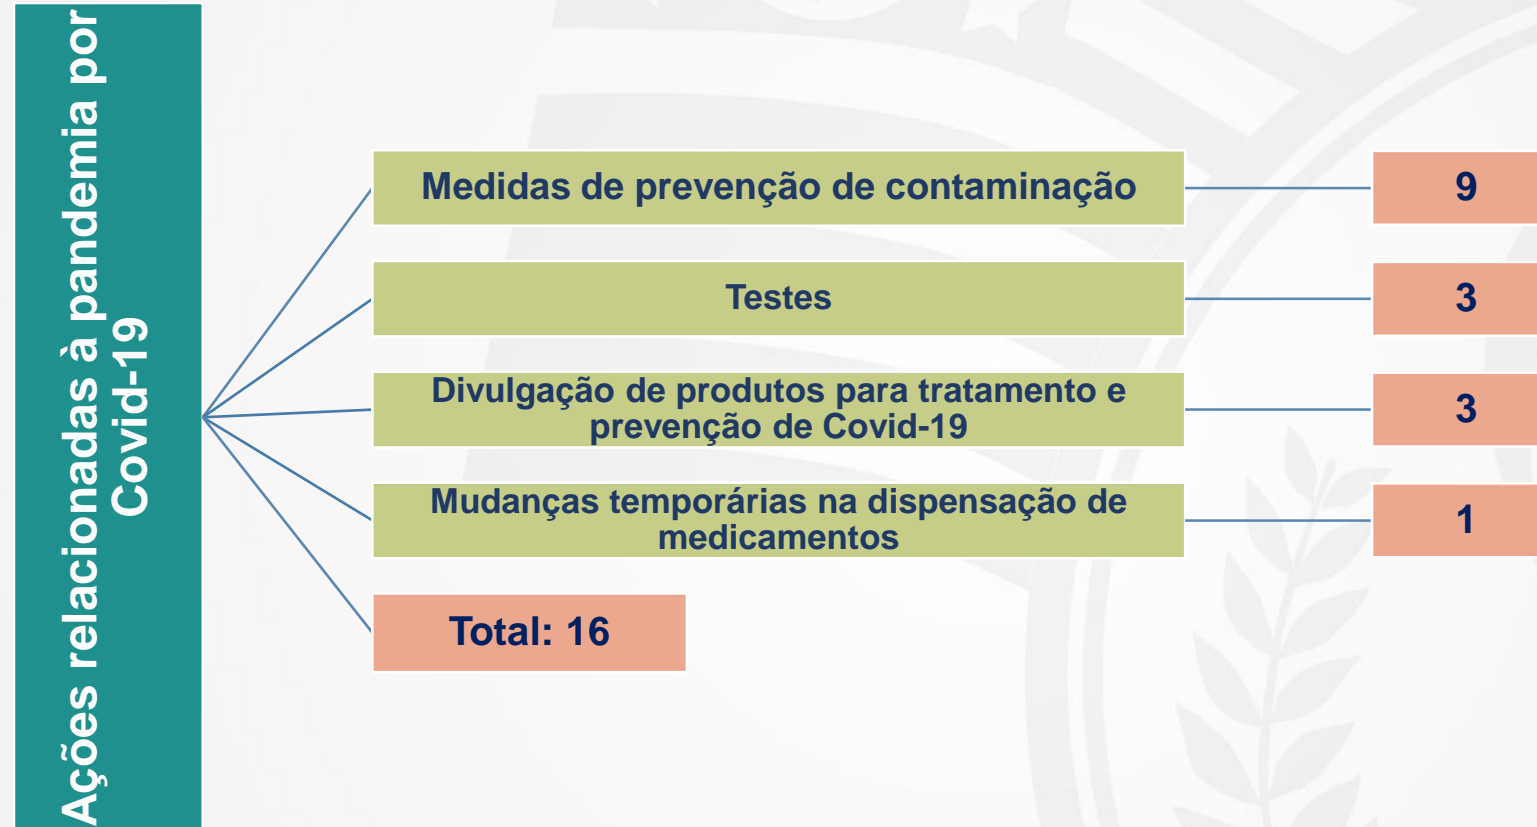 Ações relacionadas à pandemia por
Covid-19
Medidas de prevenção de contaminação
9
Testes
3
Divulgação de produtos para tratamento e
prevenção de Covid-19
3
Mudanças temporárias na dispensação de
medicamentos
1
Total: 16